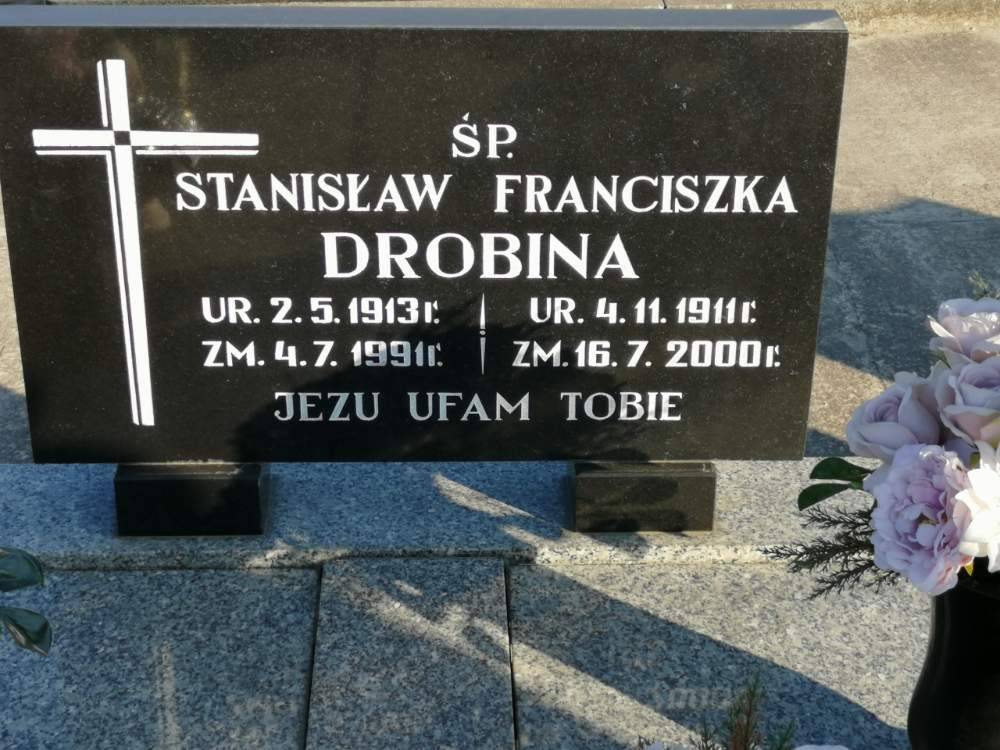 ŚP.
STANISŁAW FRANCISZKA
DROBINA
UR. 2. 5. 1913 r. UR. 4. 11. 1911 r.
ZM. 4. 7. 1991 r. ZM. 16. 7. 2000 r.
JEZU UFAM TOBIE